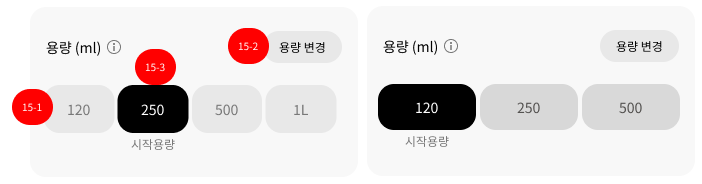 용량 (ml) ⓘ
15-2
용량 변경
15-3
15-1
120
250
500
1L
시작용량
용량 (ml) ⓘ
용량 변경
120
250
500
시작용량